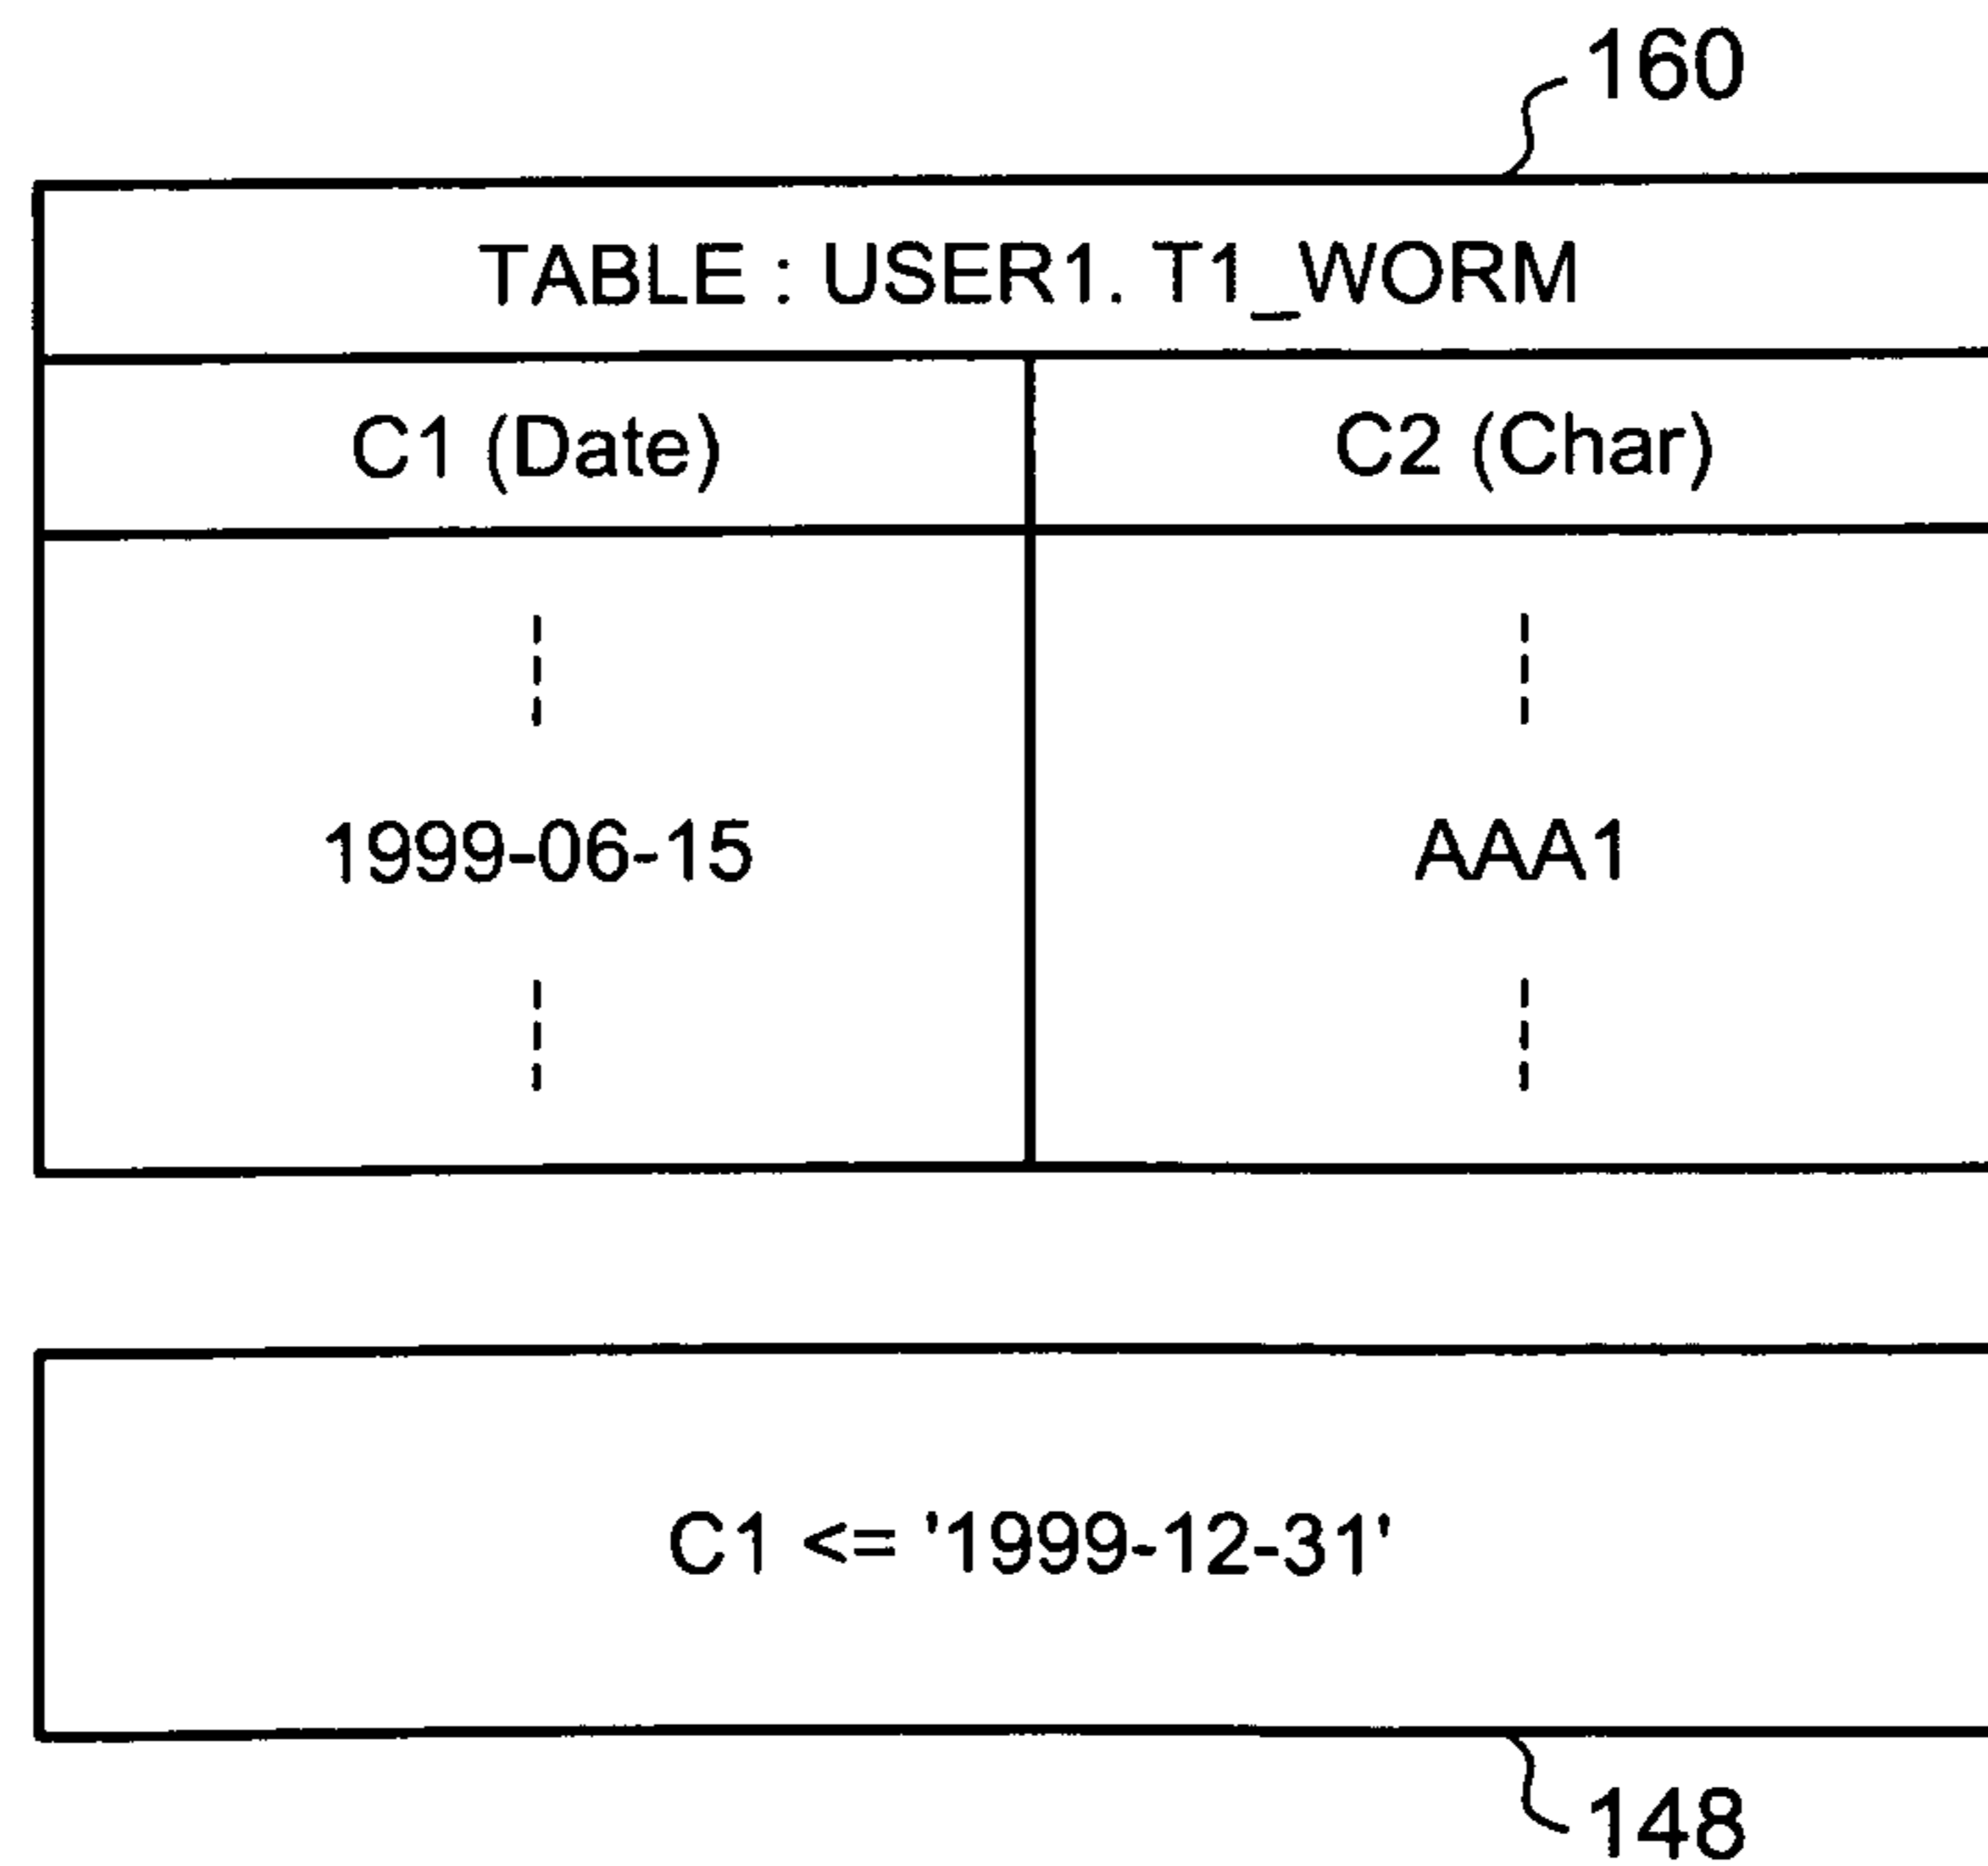 160
TABLE : USER1. T1_WORM
C1 (Date) C2 (Char)
1999-06-15 AAA1
C1 <= '1999-12-31'
148